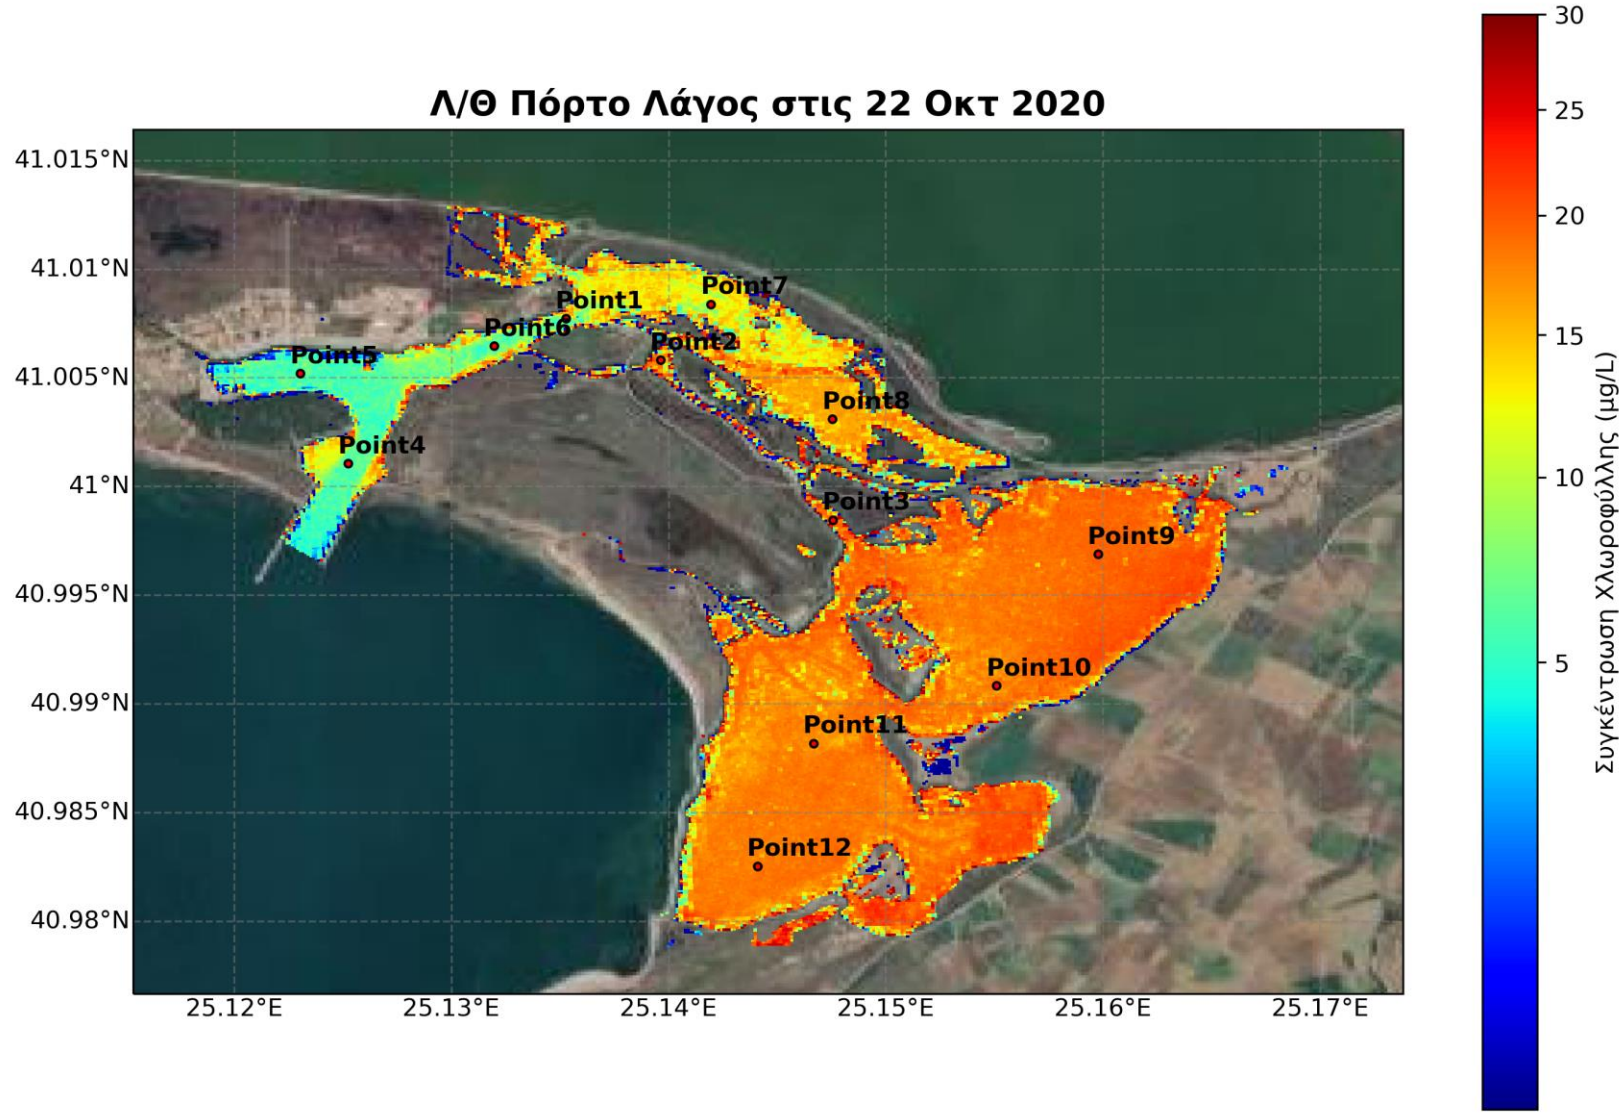 Λ/Θ Πόρτο Λάγος στις 22 Οκτ 2020
41.015°N
41.01°N
41.005°N
41°N
40.995°N
40.99°N
40.985°N
40.98°N
25.12°E
25.13°E
25.14°E
25.15°E
25.16°E
25.17°E
Point7
Point1
Point6
Point2
Point5
Point8
Point4
Point3
Point9
Point10
Point11
Point12
30
25
20
15
10
5
Συγκέντρωση Χλωροφύλλης (μg/L)